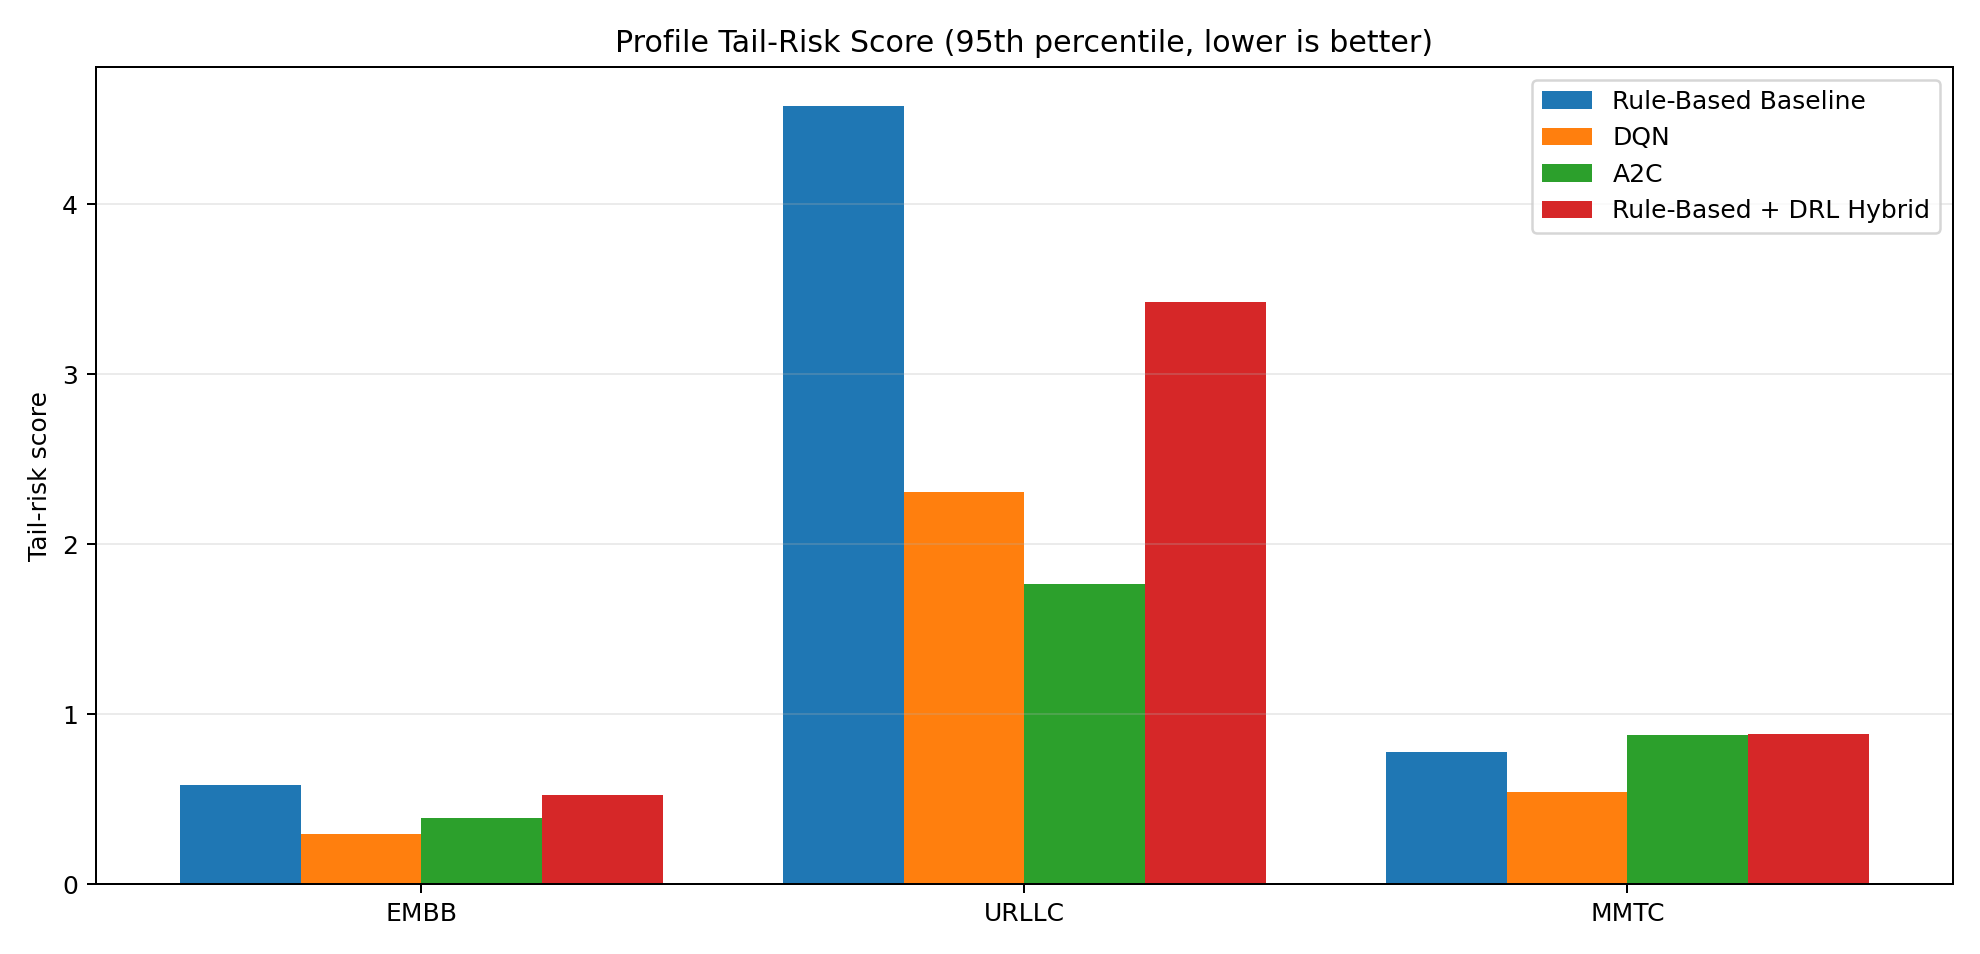 Profile Tail-Risk Score (95th percentile, lower is better)
Rule-Based Baseline
DQN
A2C
Rule-Based + DRL Hybrid
Tail-risk score
4
3
2
1
0
EMBB
URLLC
MMTC